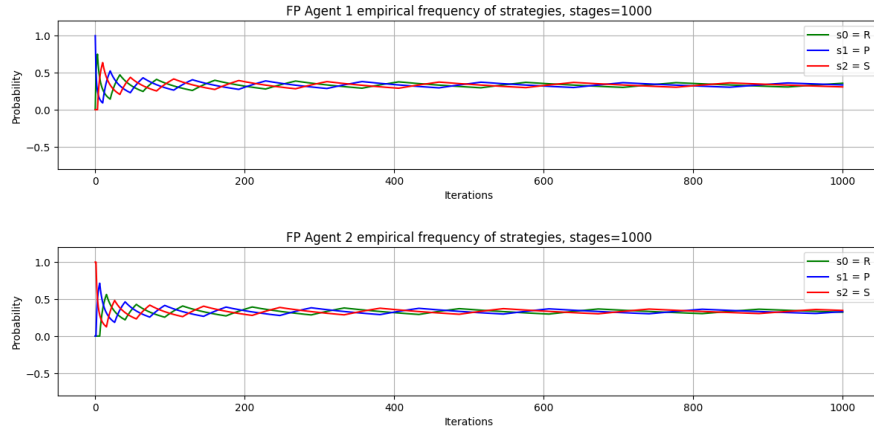 FP Agent 1 empirical frequency of strategies, stages=1000
1.0
0.5
0.0
−0.5
Probability
s0 = R
s1 = P
s2 = S
0 200 400 600 800 1000
Iterations
FP Agent 2 empirical frequency of strategies, stages=1000
1.0
0.5
0.0
−0.5
Probability
s0 = R
s1 = P
s2 = S
0 200 400 600 800 1000
Iterations